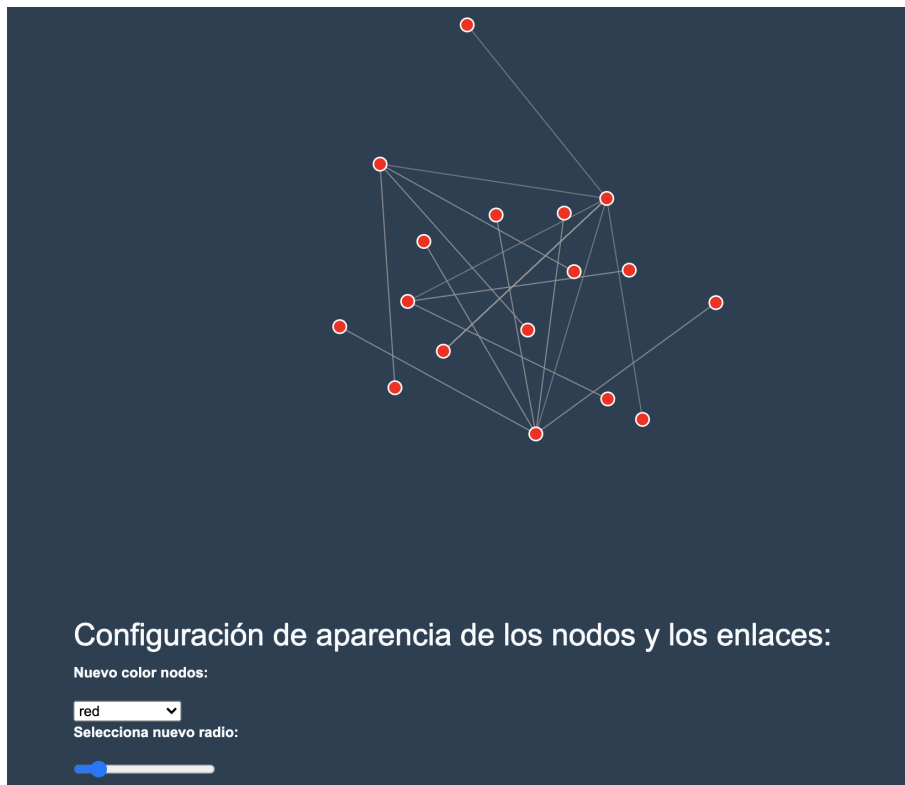 Configuración de aparencia de los nodos y los enlaces:
Nuevo color nodos:
red
Selecciona nuevo radio: